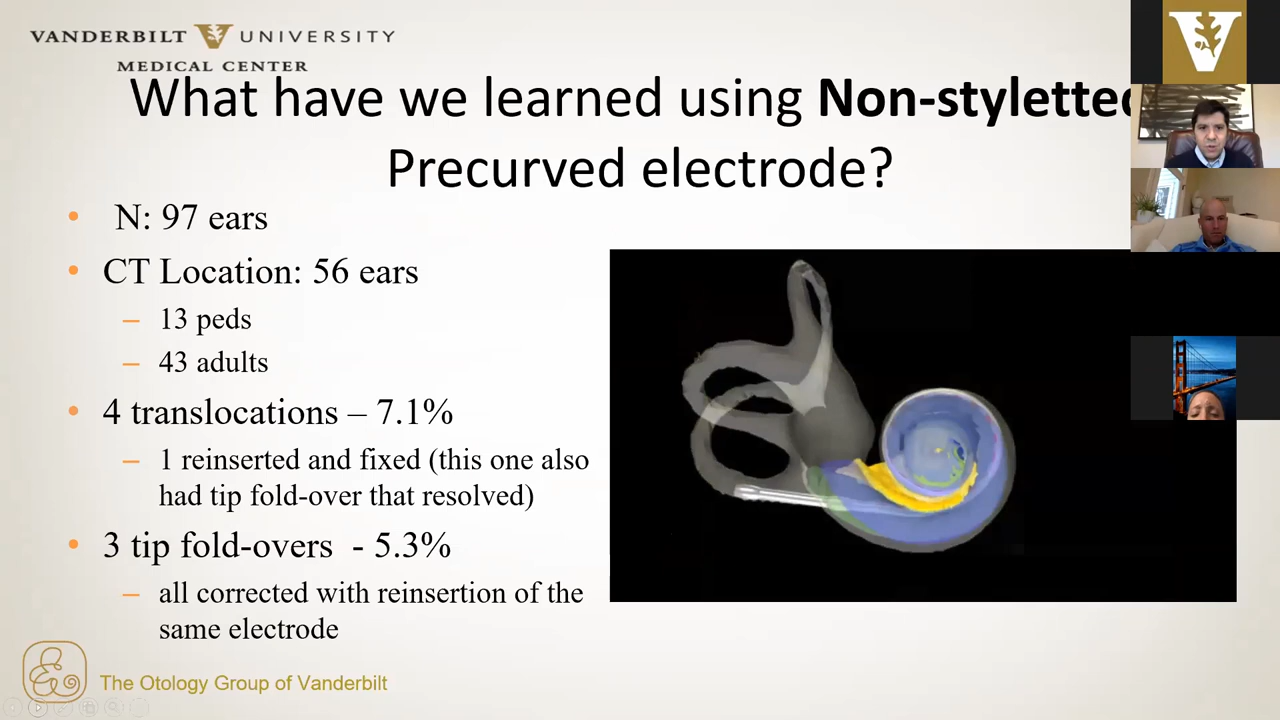 VANDERBILT V UNIVERSITY
MEDICAL CENTER
What have we learned using Non-styletted
Precurved electrode?
• N: 97 ears
• CT Location: 56 ears
– 13 peds
– 43 adults
• 4 translocations – 7.1%
– 1 reinserted and fixed (this one also
had tip fold-over that resolved)
• 3 tip fold-overs - 5.3%
– all corrected with reinsertion of the
same electrode
The Otology Group of Vanderbilt
V